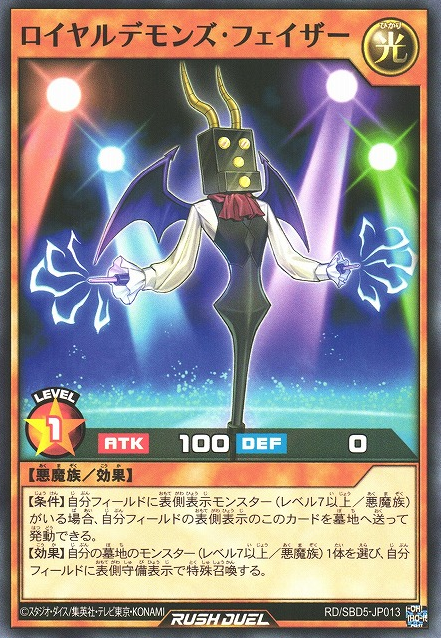 ロイヤルデモンズ・フェイザー
ひかり
光
LEVEL
1
ATK 100 DEF 0
【悪魔族/効果】
【条件】自分フィールドに表側表示モンスター(レベル7以上/悪魔族)
がいる場合、自分フィールドの表側表示のこのカードを墓地へ送って
発動できる。
【効果】自分の墓地のモンスター(レベル7以上/悪魔族)1体を選び、自分
フィールドに表側守備表示で特殊召喚する。
©スタジオ・ダイス/集英社・テレビ東京・KONAMI
RUSH DUEL
RD/SBD5-JP013